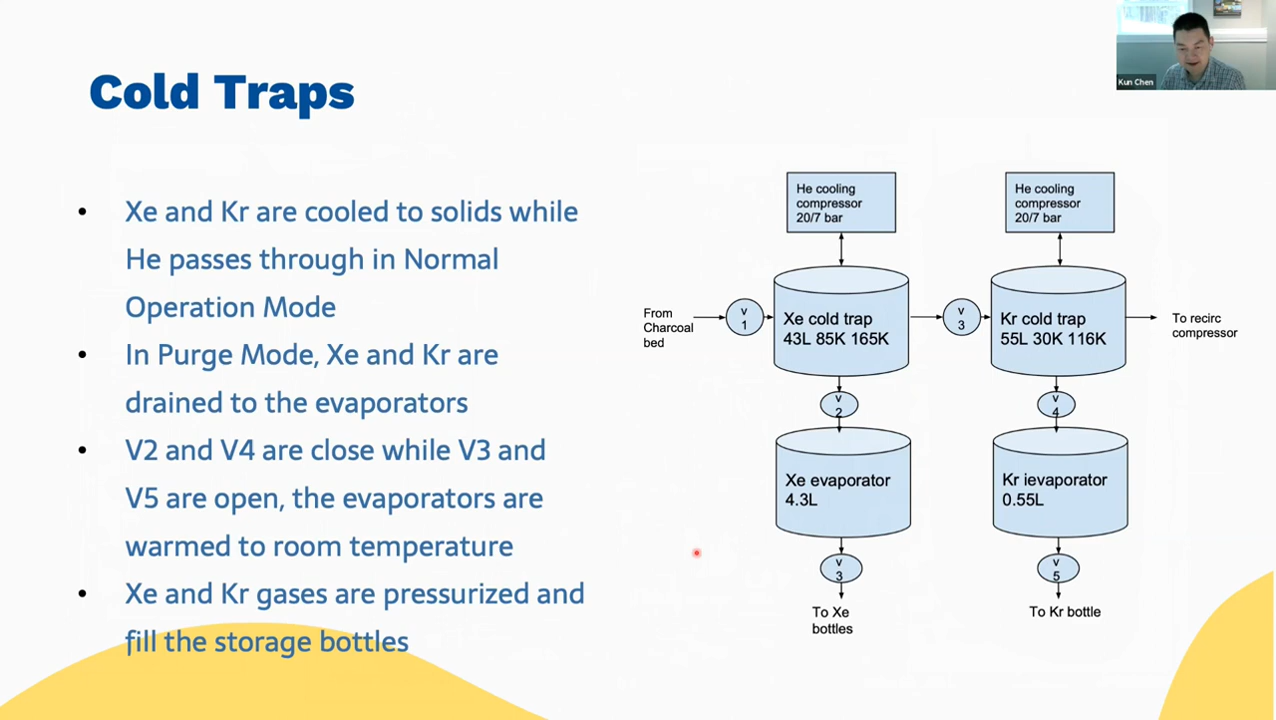 Kun Chen
Cold Traps
• Xe and Kr are cooled to solids while
He passes through in Normal
Operation Mode
• In Purge Mode, Xe and Kr are
drained to the evaporators
• V2 and V4 are close while V3 and
V5 are open, the evaporators are
warmed to room temperature
• Xe and Kr gases are pressurized and
fill the storage bottles
He cooling
compressor
20/7 bar
He cooling
compressor
20/7 bar
From
Charcoal
bed
V
1
Xe cold trap
43L 85K 165K
V
3
Kr cold trap
55L 30K 116K
To recirc
compressor
V
2
V
4
Xe evaporator
4.3L
Kr ievaporator
0.55L
V
3
V
5
To Xe
bottles
To Kr bottle